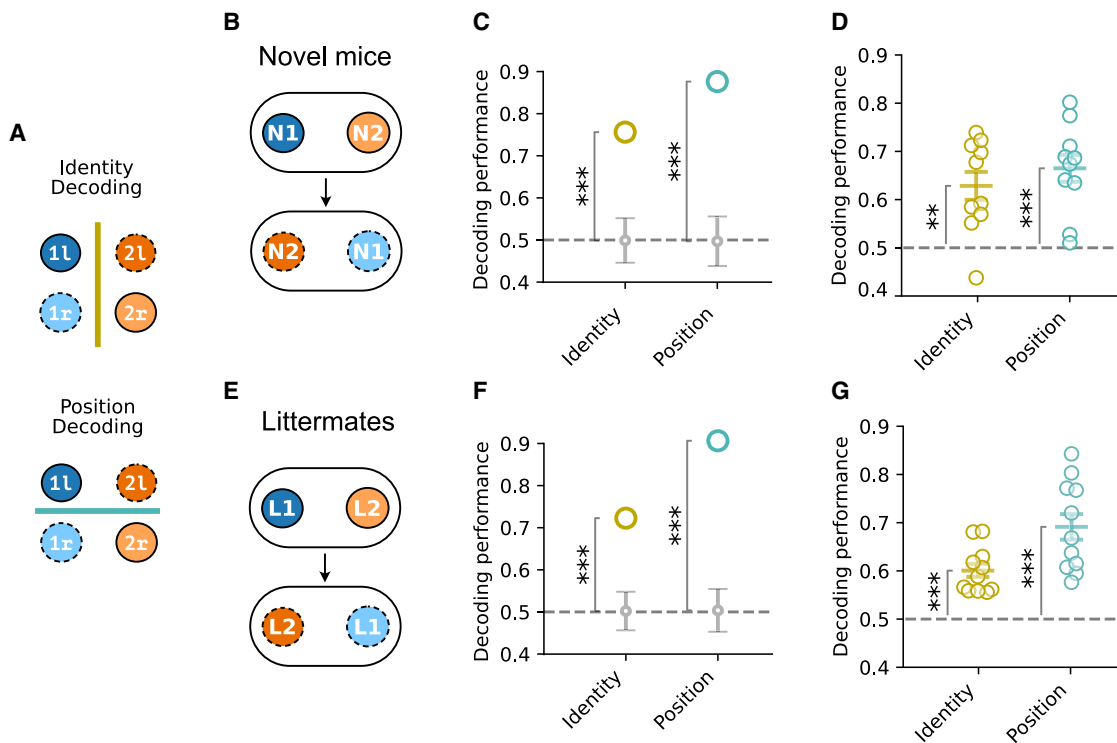 A
Identity
Decoding
1l
2l
1r
2r
Position
Decoding
1l
2l
1r
2r
B
Novel mice
N1
N2
N2
N1
C
Decoding performance
0.9
0.8
0.7
0.6
0.5
0.4
***
***
Identity
Position
D
Decoding performance
0.9
0.8
0.7
0.6
0.5
0.4
**
***
Identity
Position
E
Littermates
L1
L2
L2
L1
F
Decoding performance
0.9
0.8
0.7
0.6
0.5
0.4
***
***
Identity
Position
G
Decoding performance
0.9
0.8
0.7
0.6
0.5
0.4
***
***
Identity
Position